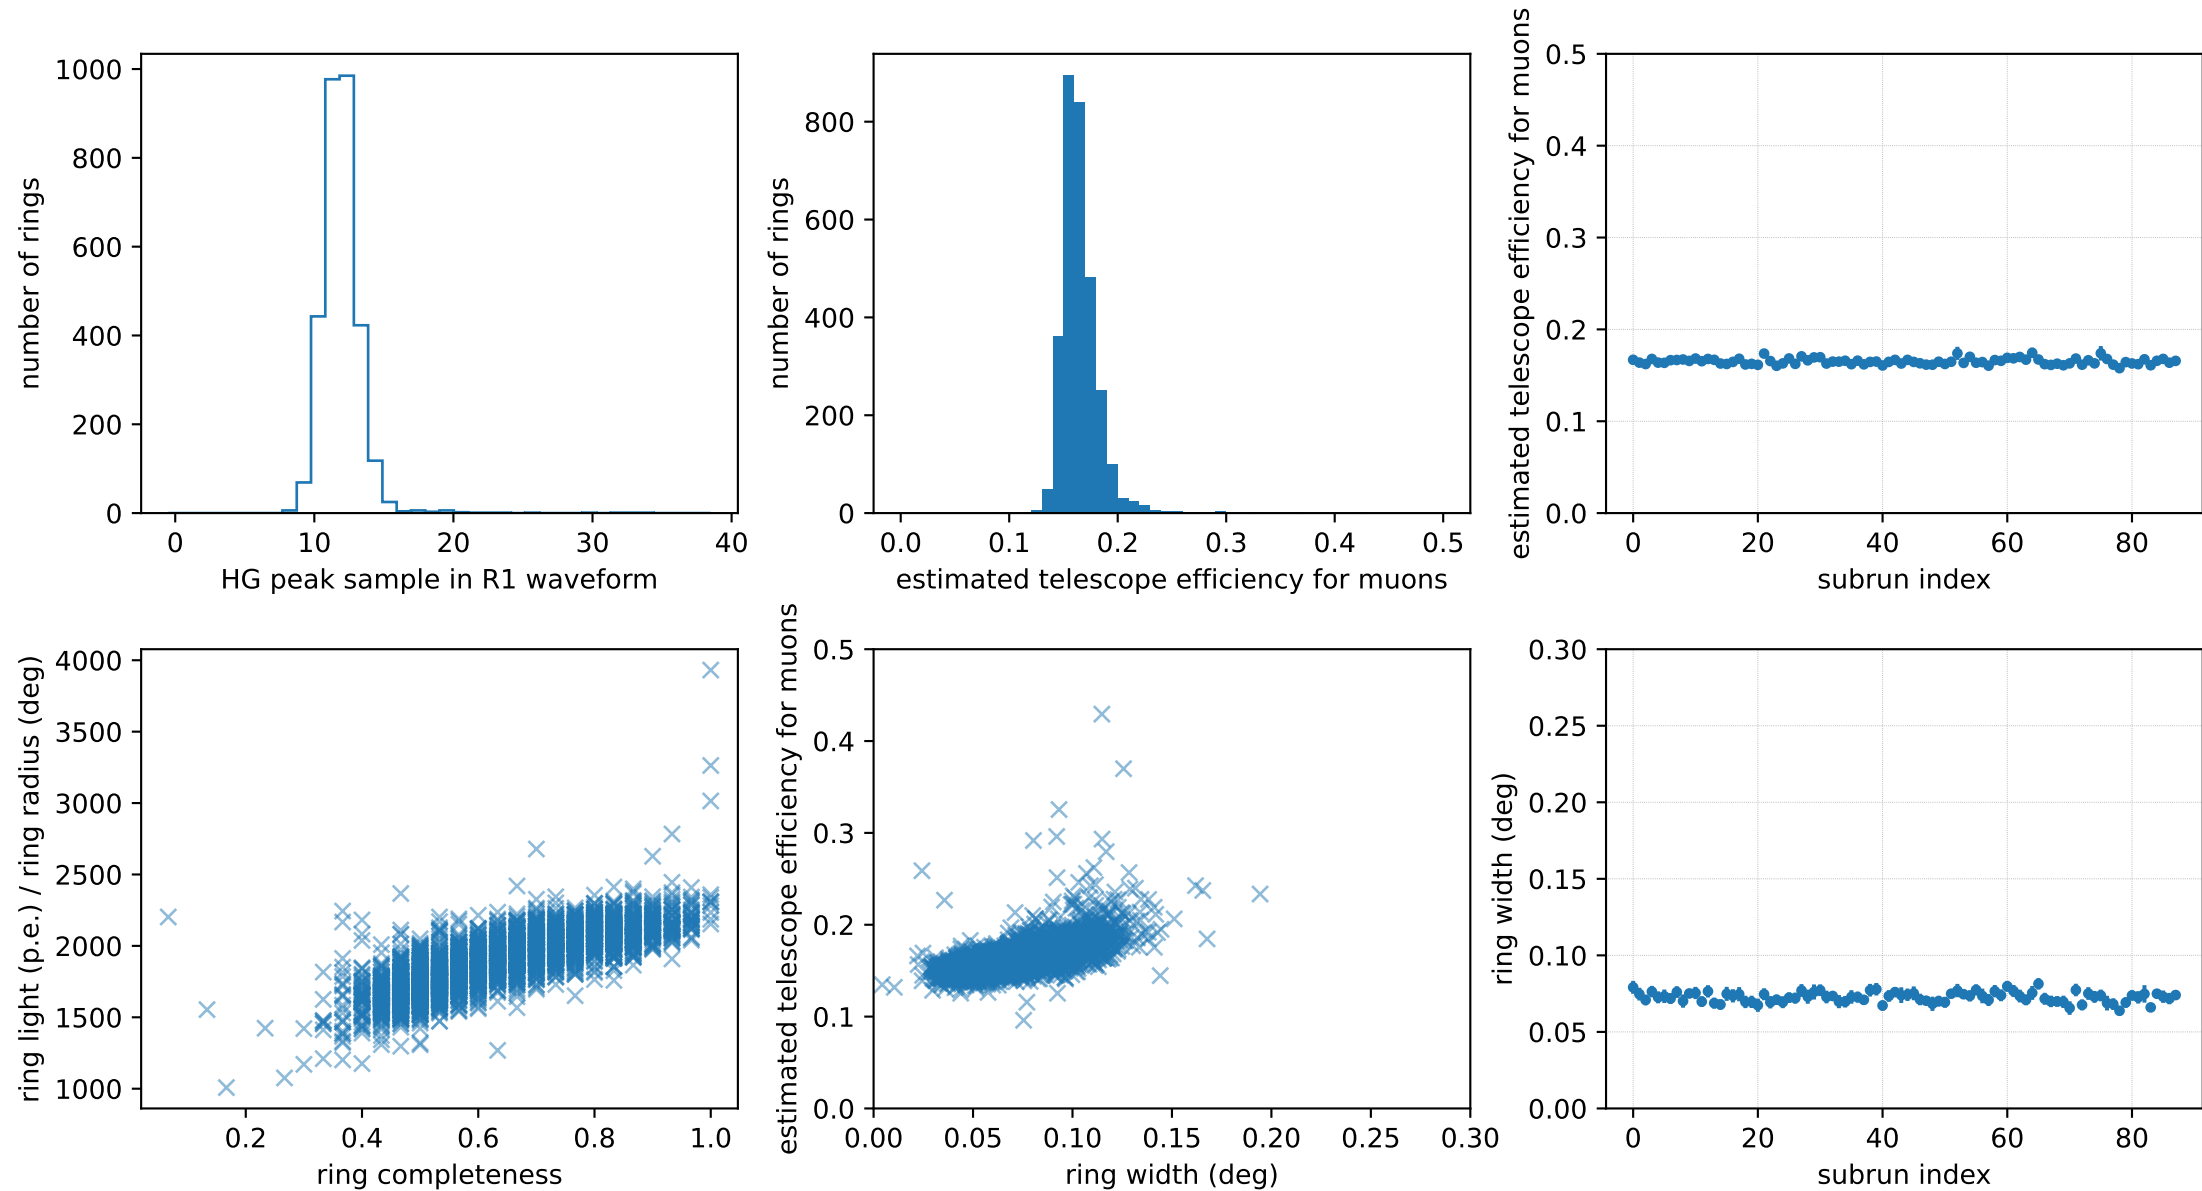 number of rings
1000
800
600
400
200
0
0 10 20 30 40
HG peak sample in R1 waveform
number of rings
800
600
400
200
0
0.0 0.1 0.2 0.3 0.4 0.5
estimated telescope efficiency for muons
estimated telescope efficiency for muons
0.5
0.4
0.3
0.2
0.1
0.0
0 20 40 60 80
subrun index
ring light (p.e.) / ring radius (deg)
4000
3500
3000
2500
2000
1500
1000
0.2 0.4 0.6 0.8 1.0
ring completeness
estimated telescope efficiency for muons
0.5
0.4
0.3
0.2
0.1
0.0
0.00 0.05 0.10 0.15 0.20 0.25 0.30
ring width (deg)
ring width (deg)
0.30
0.25
0.20
0.15
0.10
0.05
0.00
0 20 40 60 80
subrun index